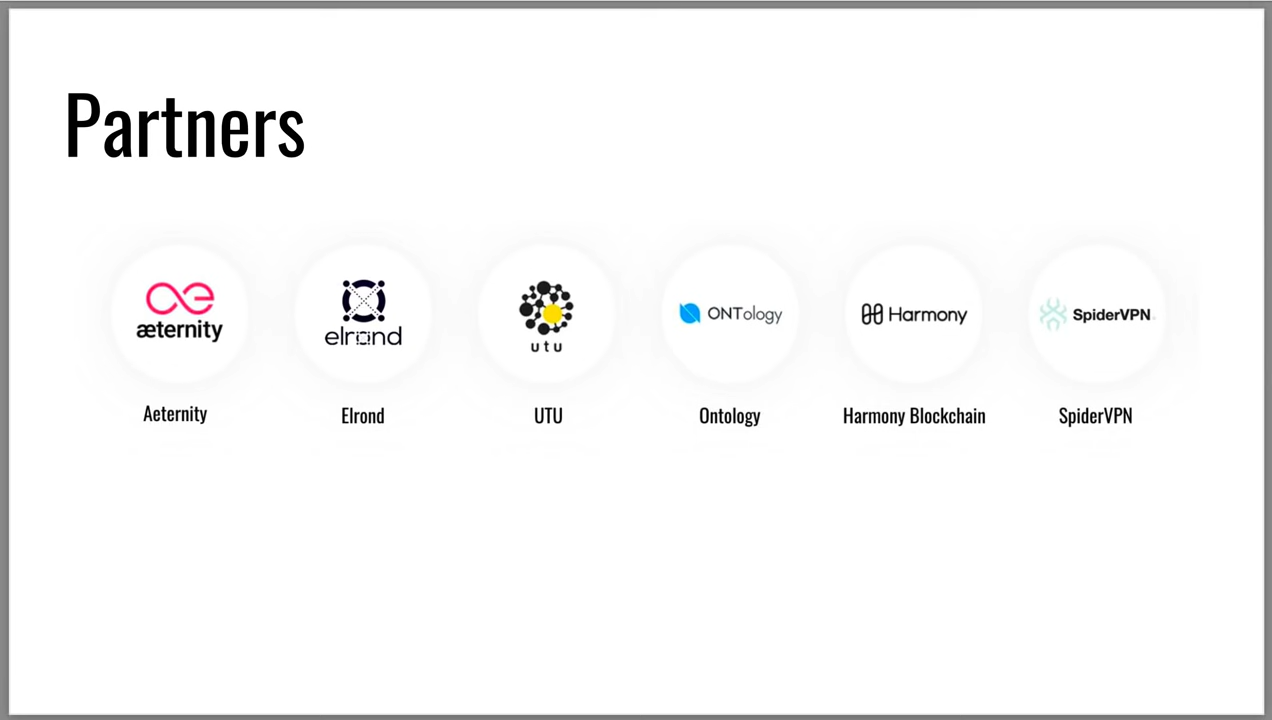 Partners
æternity
elrond
utu
ONTology
Harmony
SpiderVPN
Aeternity
Elrond
UTU
Ontology
Harmony Blockchain
SpiderVPN